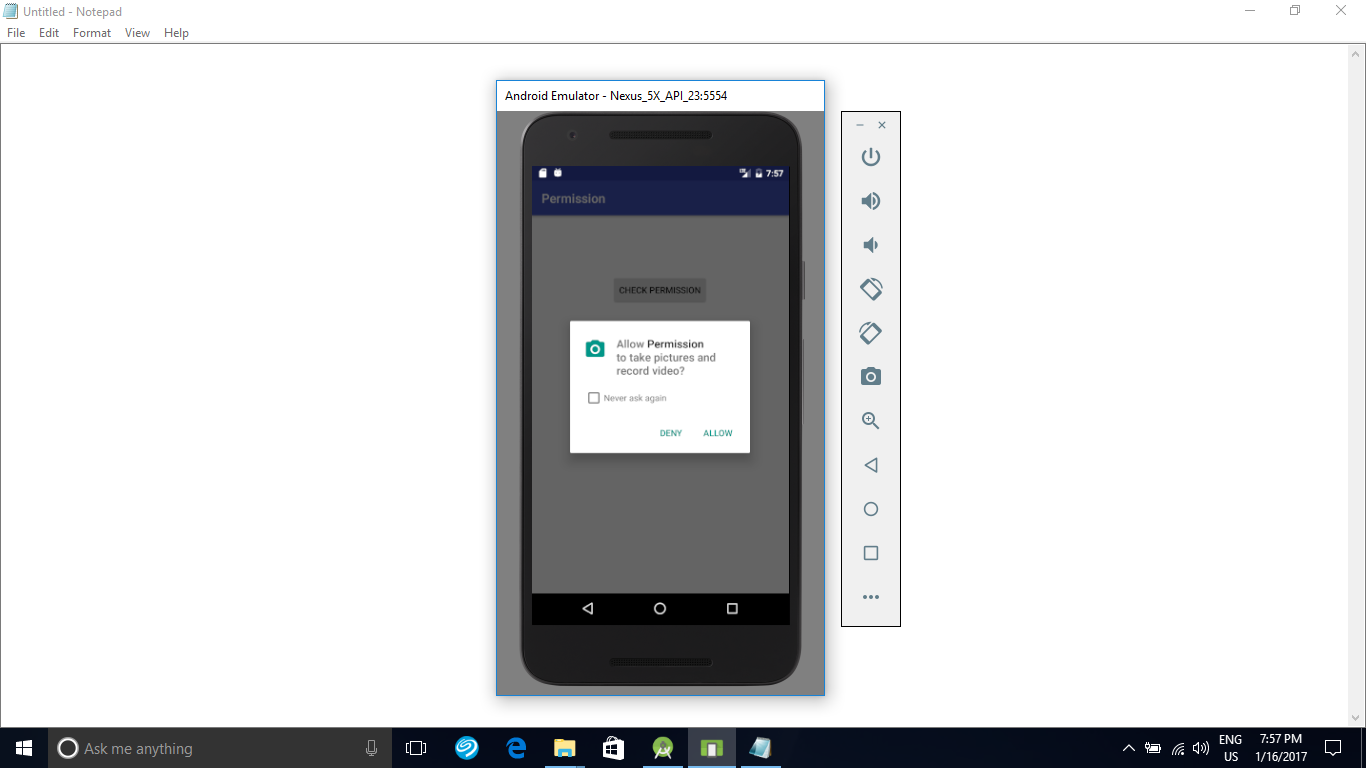 Untitled - Notepad
File Edit Format View Help
Android Emulator - Nexus_5X_API_23:5554
7:57
Permission
CHECK PERMISSION
Allow Permission
to take pictures and
record video?
Never ask again
DENY ALLOW
Ask me anything
ENG
US
7:57 PM
1/16/2017